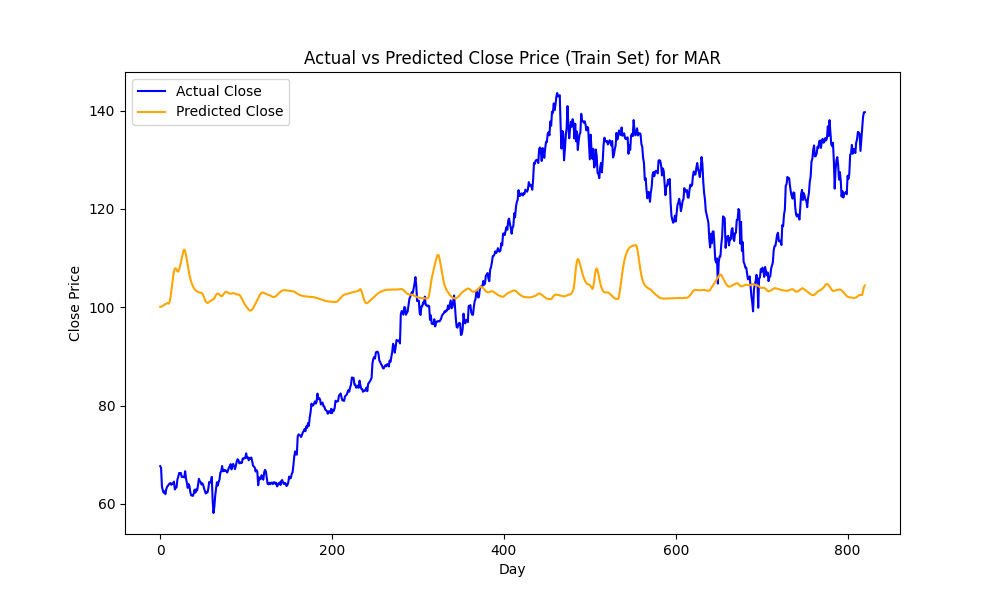 Actual vs Predicted Close Price (Train Set) for MAR
Actual Close
Predicted Close
Close Price
140
120
100
80
60
0 200 400 600 800
Day